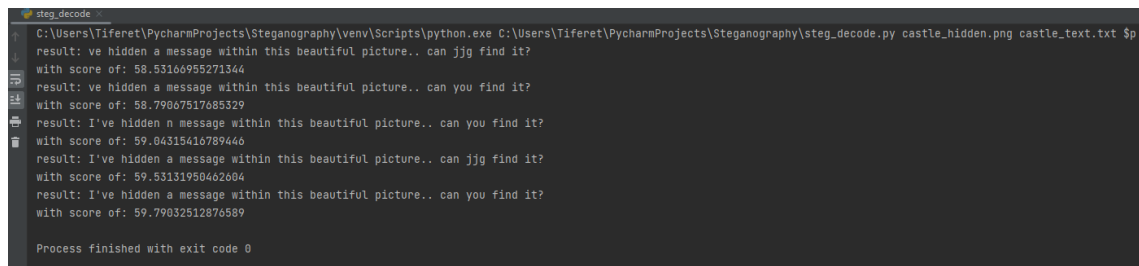 steg_decode
C:\Users\Tiferet\PycharmProjects\Steganography\venv\Scripts\python.exe C:\Users\Tiferet\PycharmProjects\Steganography\steg_decode.py castle_hidden.png castle_text.txt $p
result: ve hidden a message within this beautiful picture.. can jjg find it?
with score of: 58.53166955271344
result: ve hidden a message within this beautiful picture.. can you find it?
with score of: 58.79067517685329
result: I've hidden n message within this beautiful picture.. can you find it?
with score of: 59.04315416789446
result: I've hidden a message within this beautiful picture.. can jjg find it?
with score of: 59.53131950462604
result: I've hidden a message within this beautiful picture.. can you find it?
with score of: 59.79032512876589
Process finished with exit code 0